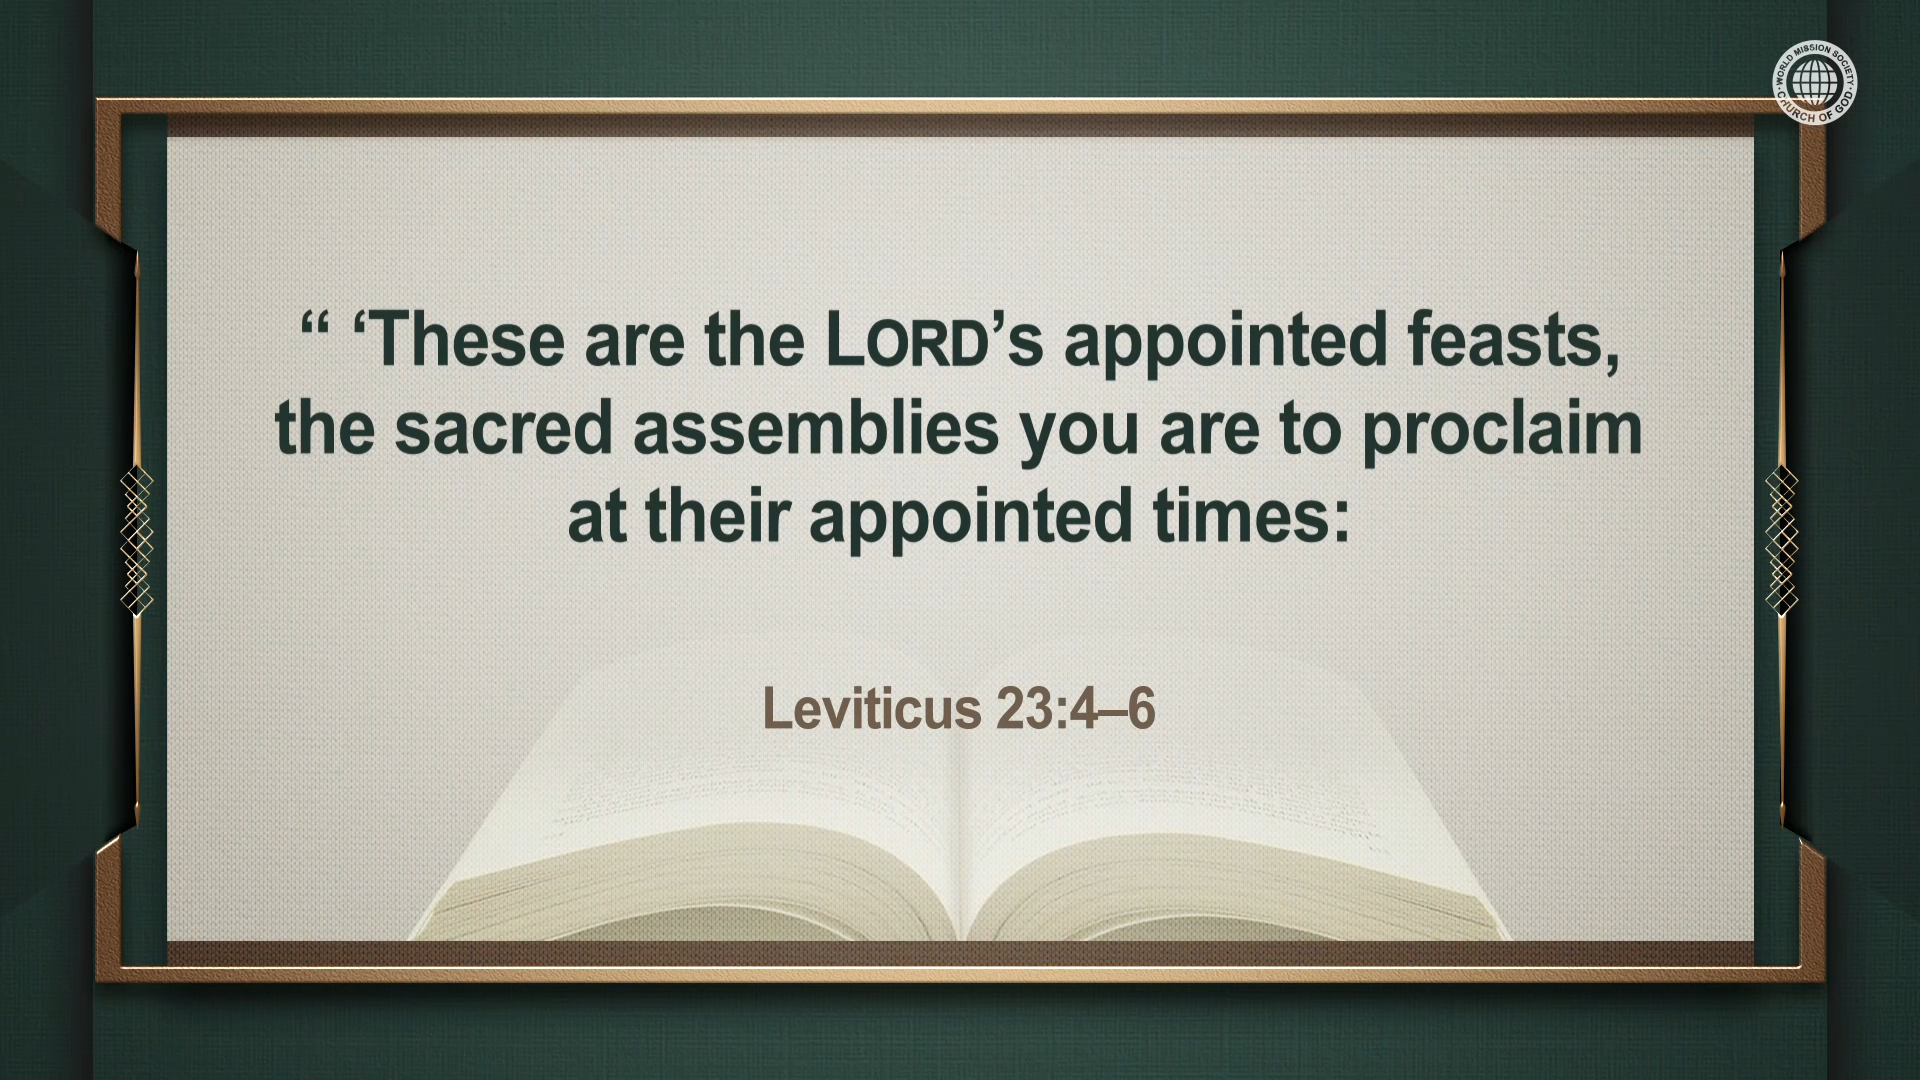 WORLD MISSION SOCIETY
CHURCH OF GOD
“ ‘These are the LORD’s appointed feasts,
the sacred assemblies you are to proclaim
at their appointed times:
Leviticus 23:4–6